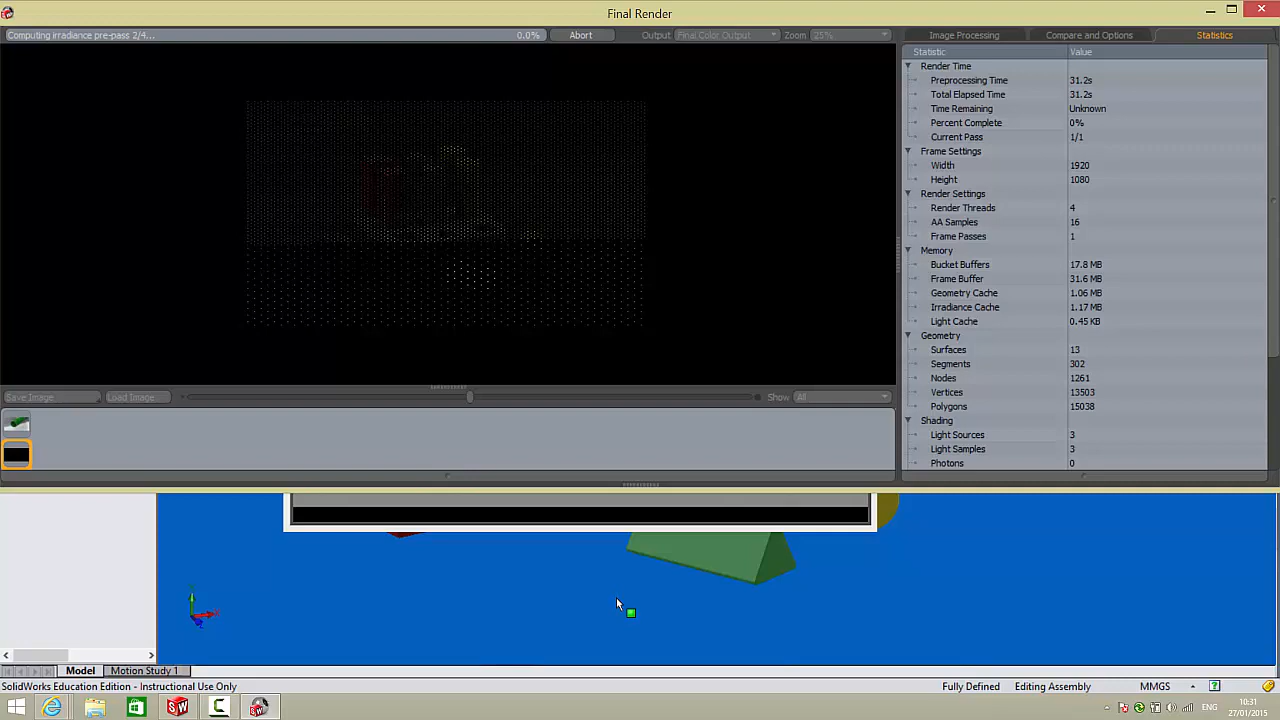 Final Render
Computing irradiance pre-pass 2/4... 0.0% Abort Output Final Color Output Zoom 25% Image Processing Compare and Options Statistics
Statistic Value
Render Time
Preprocessing Time 31.2s
Total Elapsed Time 31.2s
Time Remaining Unknown
Percent Complete 0%
Current Pass 1/1
Frame Settings
Width 1920
Height 1080
Render Settings
Render Threads 4
AA Samples 16
Frame Passes 1
Memory
Bucket Buffers 17.8 MB
Frame Buffer 31.6 MB
Geometry Cache 1.06 MB
Irradiance Cache 1.17 MB
Light Cache 0.45 KB
Geometry
Surfaces 13
Segments 302
Nodes 1261
Vertices 13503
Polygons 15038
Shading
Light Sources 3
Light Samples 3
Photons 0
Save Image Load Image... Show All
Model Motion Study 1
SolidWorks Education Edition - Instructional Use Only Fully Defined Editing Assembly MMGS
ENG
10:31
27/01/2015